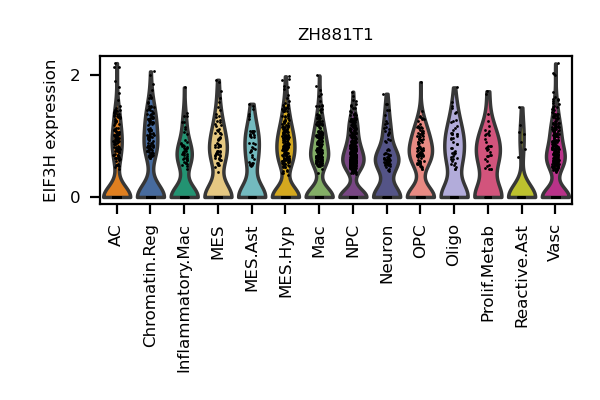 ZH881T1
EIF3H expression
2
0
AC
Chromatin.Reg
Inflammatory.Mac
MES
MES.Ast
MES.Hyp
Mac
NPC
Neuron
OPC
Oligo
Prolif.Metab
Reactive.Ast
Vasc